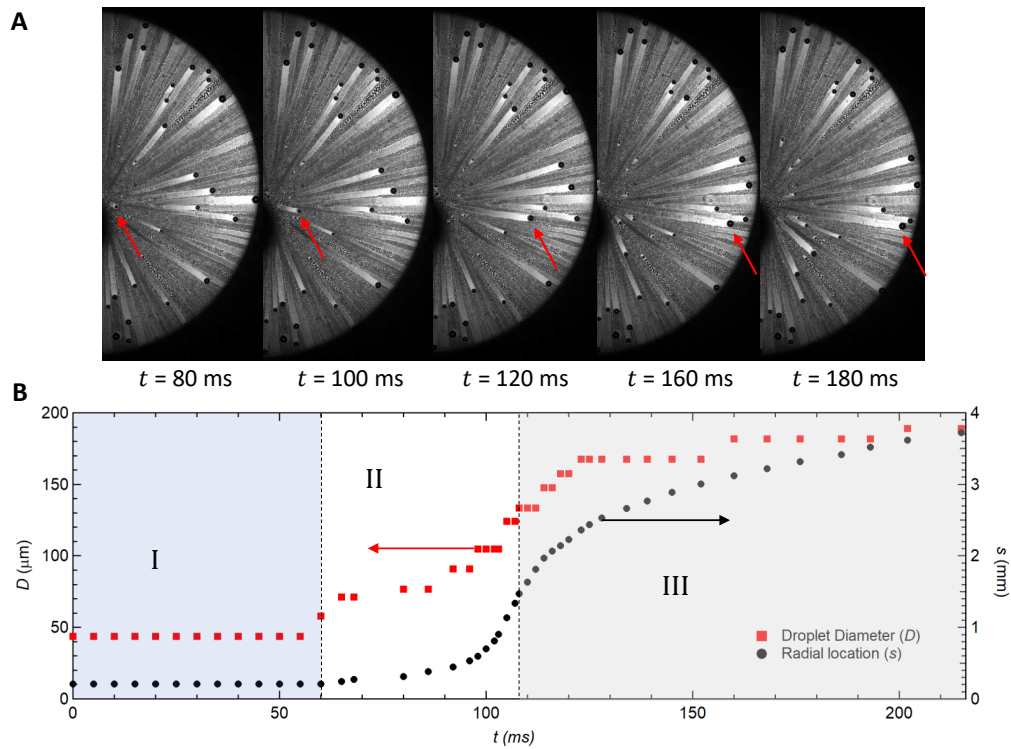 A
t = 80 ms
t = 100 ms
t = 120 ms
t = 160 ms
t = 180 ms
B
200
150
100
50
0
D (μm)
I
II
III
4
3
2
1
0
s (mm)
Droplet Diameter (D)
Radial location (s)
0
50
100
150
200
t (ms)